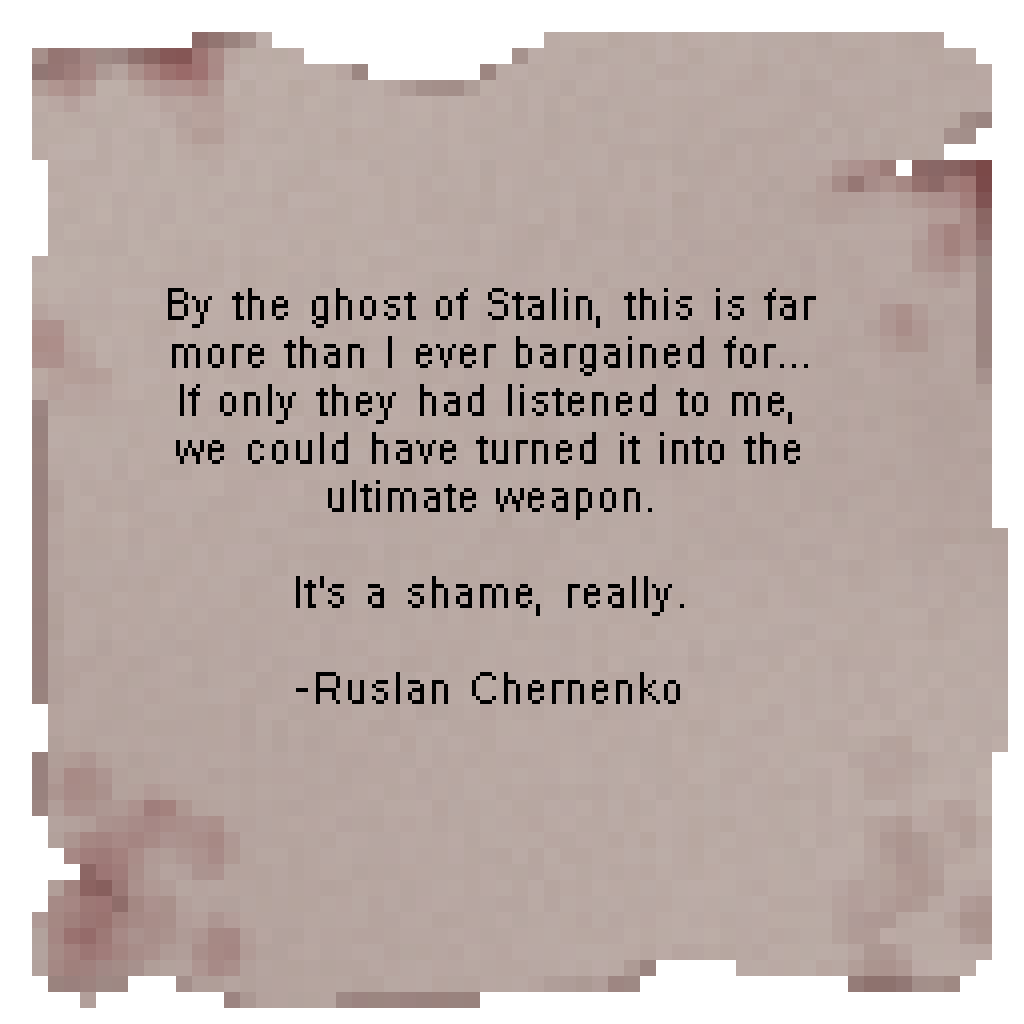 By the ghost of Stalin, this is far
more than I ever bargained for...
If only they had listened to me,
we could have turned it into the
ultimate weapon.
It's a shame, really.
-Ruslan Chernenko